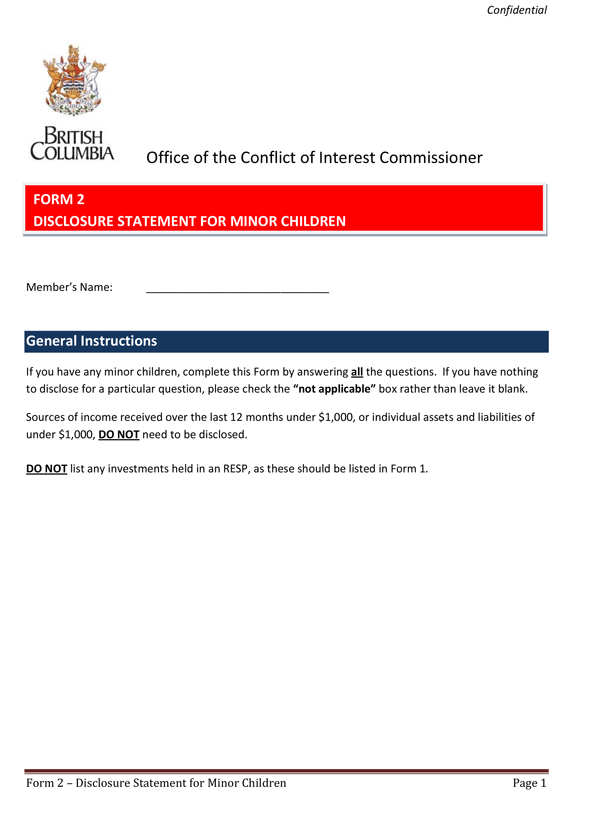 Confidential
BRITISH
COLUMBIA
Office of the Conflict of Interest Commissioner
FORM 2
DISCLOSURE STATEMENT FOR MINOR CHILDREN
Member’s Name: ______________________________
General Instructions
If you have any minor children, complete this Form by answering all the questions. If you have nothing
to disclose for a particular question, please check the “not applicable” box rather than leave it blank.
Sources of income received over the last 12 months under $1,000, or individual assets and liabilities of
under $1,000, DO NOT need to be disclosed.
DO NOT list any investments held in an RESP, as these should be listed in Form 1.
Form 2 – Disclosure Statement for Minor Children Page 1